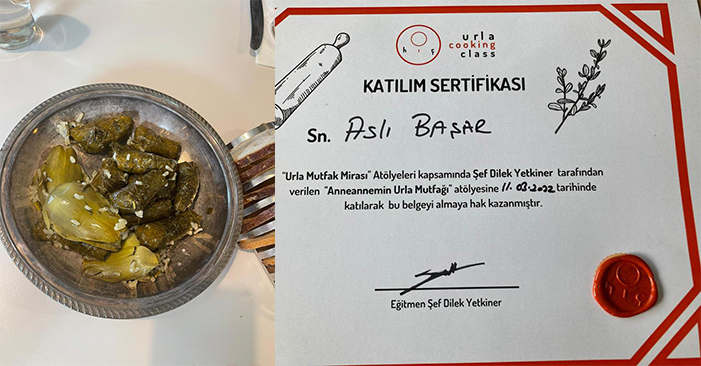 urla
cooking
class
hif
KATILIM SERTİFİKASI
Sn. ASLI BAŞAR
"Urla Mutfak Mirası" Atölyeleri kapsamında Şef Dilek Yetkiner tarafından
verilen "Anneannemin Urla Mutfağı" atölyesine 11.03.2022 tarihinde
katılarak bu belgeyi almaya hak kazanmıştır.
Eğitmen Şef Dilek Yetkiner